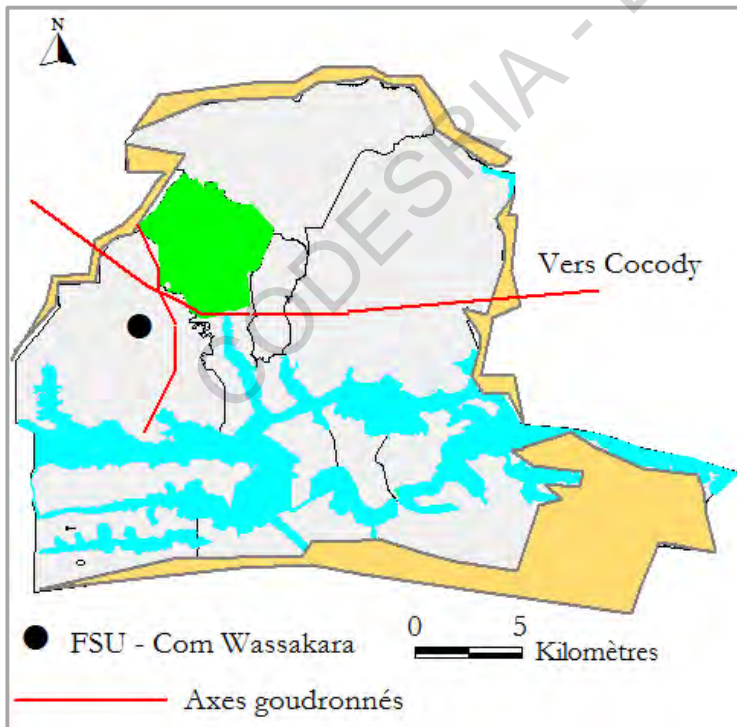 N
CODESRIA -
Vers Cocody
FSU - Com Wassakara
0 5
Kilomètres
Axes goudronnés